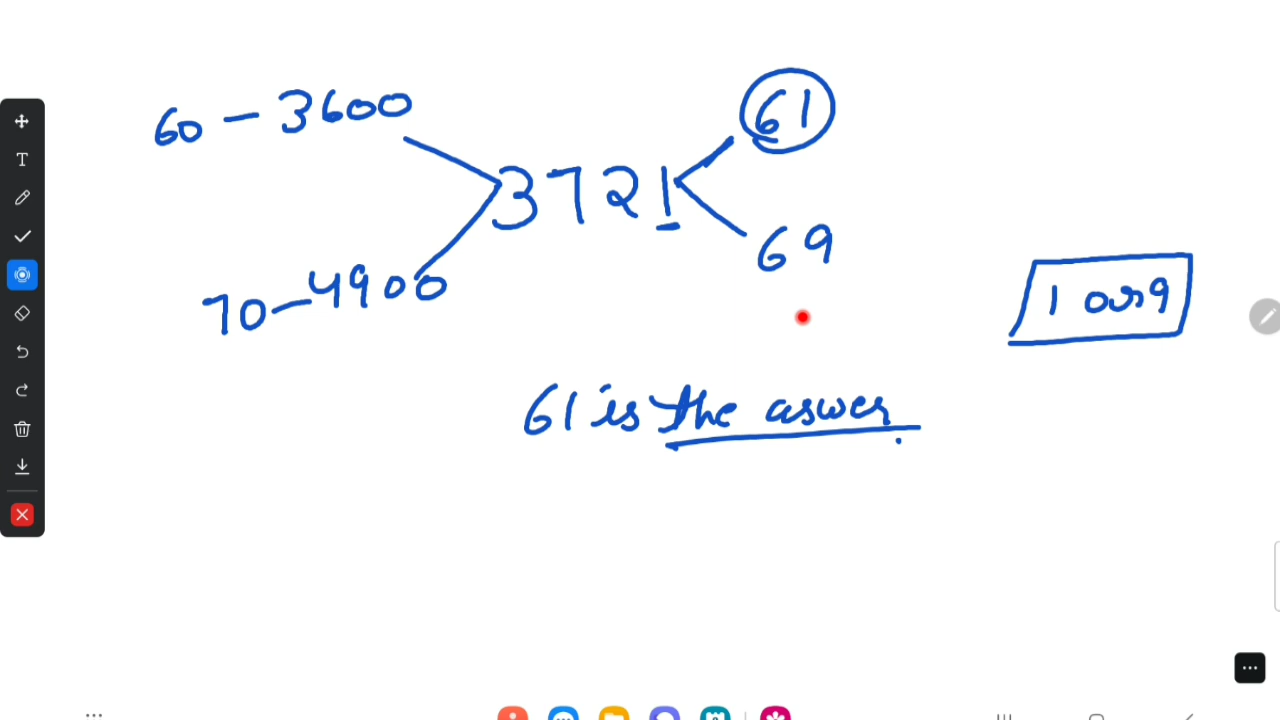 60 - 3600
61
3721
69
70 - 4900
1 or 9
61 is the aswer.
T